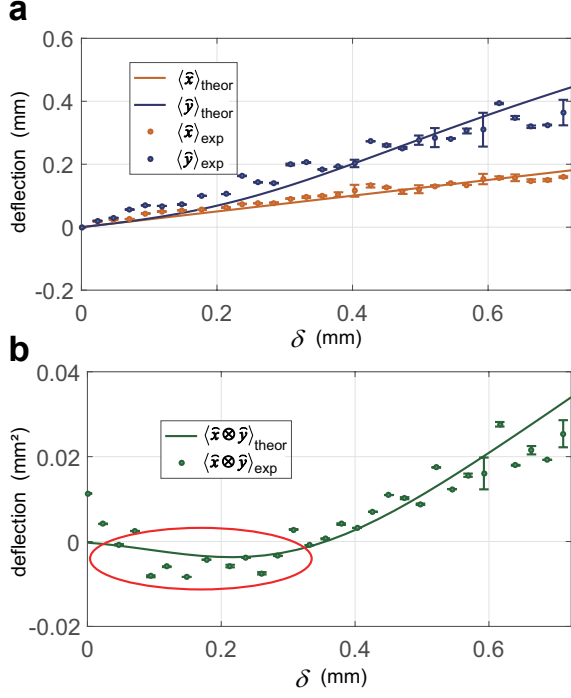 a
0.6
0.4
0.2
0
-0.2
deflection (mm)
⟨x̂⟩theor
⟨ŷ⟩theor
⟨x̂⟩exp
⟨ŷ⟩exp
0 0.2 0.4 0.6
δ (mm)
b
0.04
0.02
0
-0.02
deflection (mm²)
⟨x̂⊗ŷ⟩theor
⟨x̂⊗ŷ⟩exp
0 0.2 0.4 0.6
δ (mm)